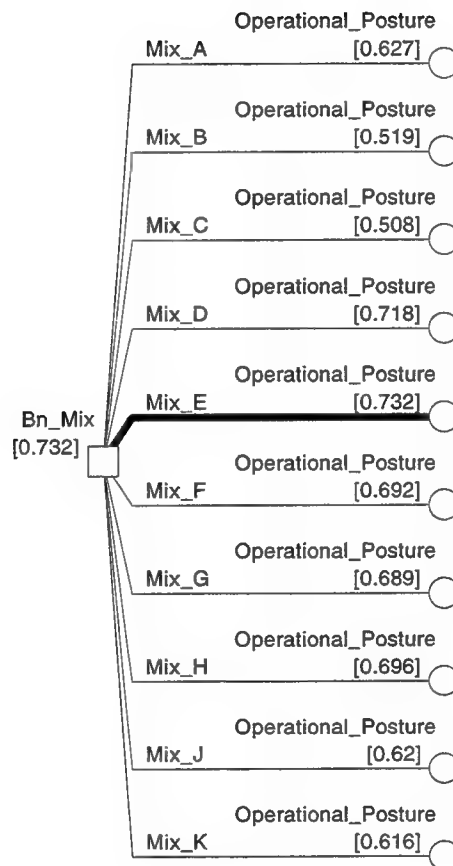 Operational_Posture
Mix_A [0.627]
Operational_Posture
Mix_B [0.519]
Operational_Posture
Mix_C [0.508]
Operational_Posture
Mix_D [0.718]
Operational_Posture
Mix_E [0.732]
Bn_Mix
[0.732]
Operational_Posture
Mix_F [0.692]
Operational_Posture
Mix_G [0.689]
Operational_Posture
Mix_H [0.696]
Operational_Posture
Mix_J [0.62]
Operational_Posture
Mix_K [0.616]